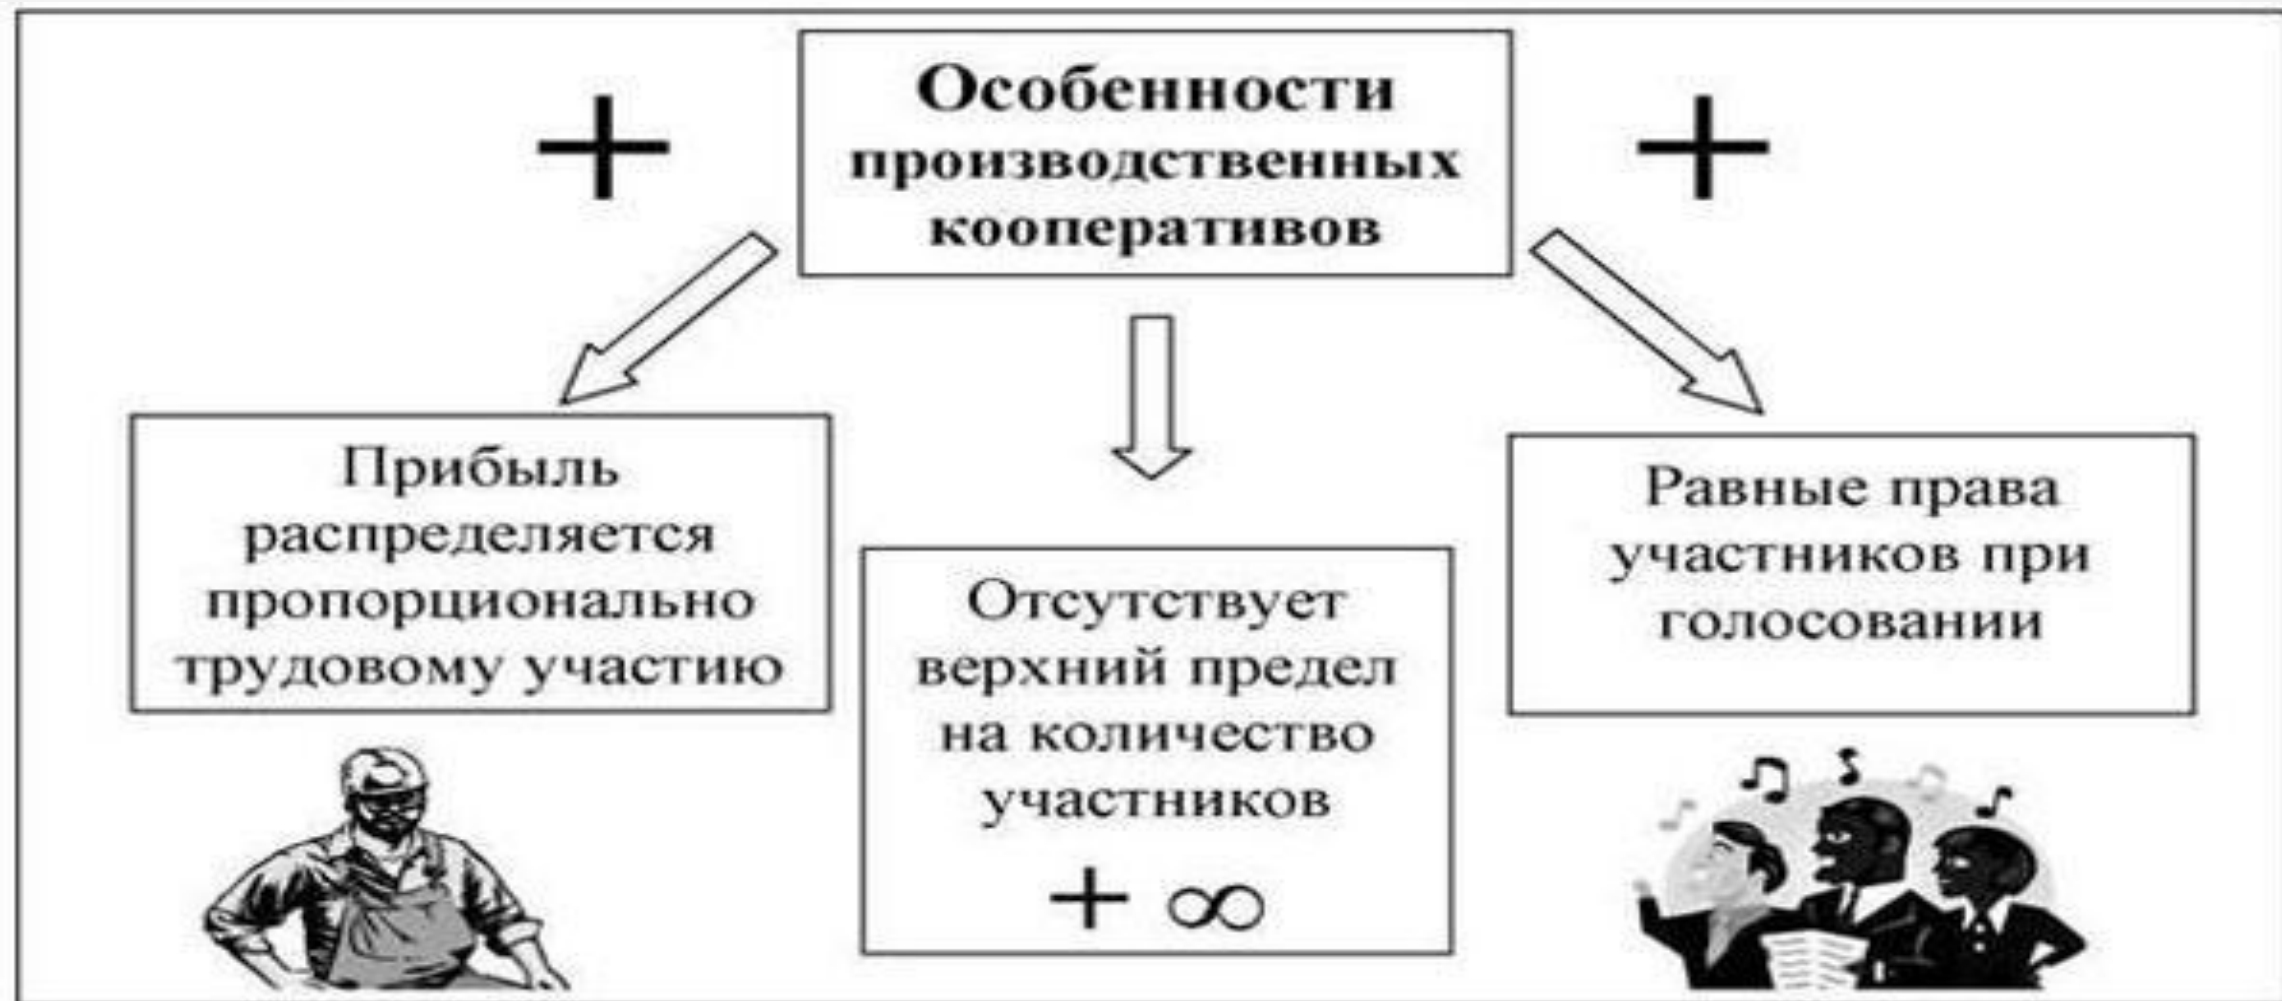 +
Особенности
производственных
кооперативов
+
Прибыль
распределяется
пропорционально
трудовому участию
Отсутствует
верхний предел
на количество
участников
+ ∞
Равные права
участников при
голосовании